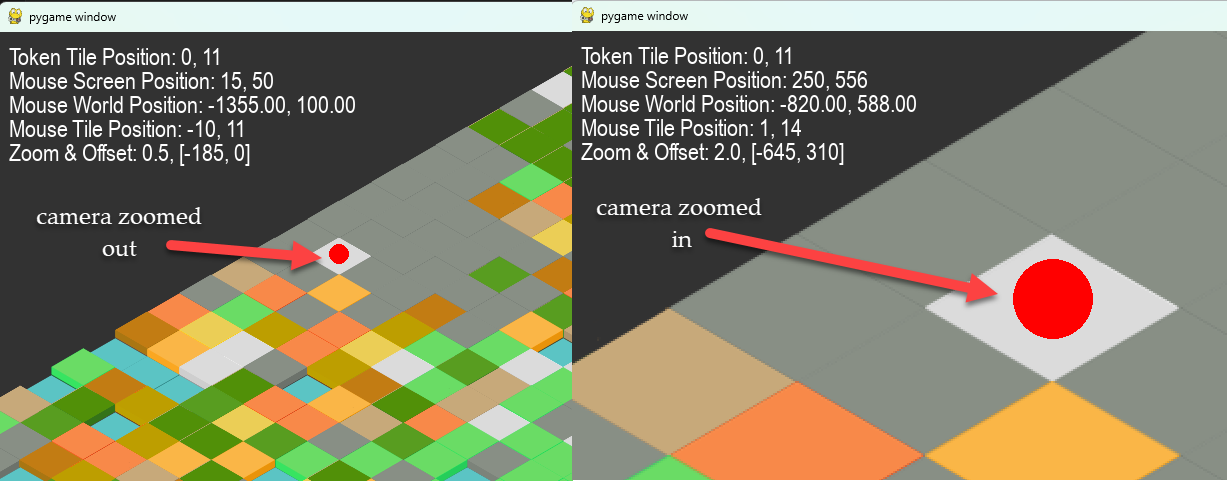 pygame window
Token Tile Position: 0, 11
Mouse Screen Position: 15, 50
Mouse World Position: -1355.00, 100.00
Mouse Tile Position: -10, 11
Zoom & Offset: 0.5, [-185, 0]
camera zoomed
out
pygame window
Token Tile Position: 0, 11
Mouse Screen Position: 250, 556
Mouse World Position: -820.00, 588.00
Mouse Tile Position: 1, 14
Zoom & Offset: 2.0, [-645, 310]
camera zoomed
in